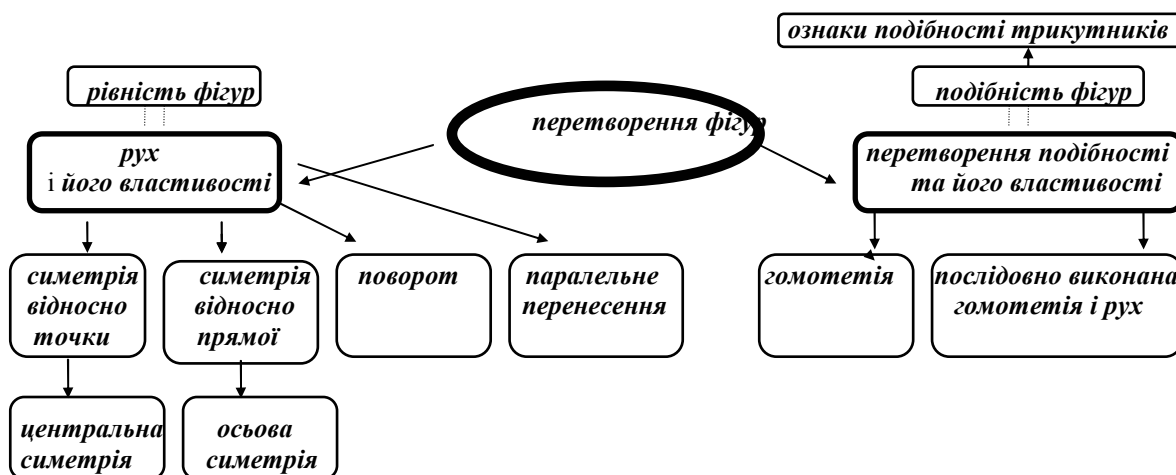 ознаки подібності трикутників
рівність фігур
подібність фігур
перетворення фігур
рух
і його властивості
перетворення подібності
та його властивості
симетрія
відносно
точки
симетрія
відносно
прямої
поворот
паралельне
перенесення
гомотетія
послідовно виконана
гомотетія і рух
центральна
симетрія
осьова
симетрія